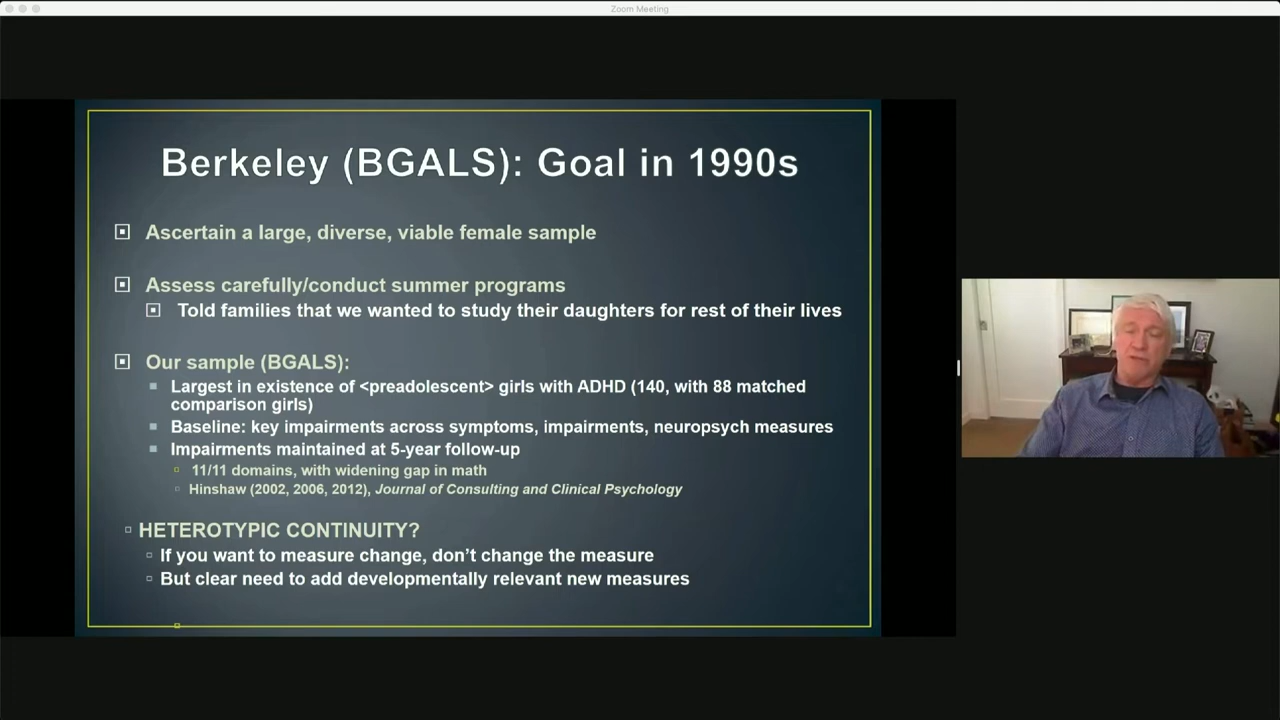 Zoom Meeting
Berkeley (BGALS): Goal in 1990s
Ascertain a large, diverse, viable female sample
Assess carefully/conduct summer programs
Told families that we wanted to study their daughters for rest of their lives
Our sample (BGALS):
Largest in existence of <preadolescent> girls with ADHD (140, with 88 matched
comparison girls)
Baseline: key impairments across symptoms, impairments, neuropsych measures
Impairments maintained at 5-year follow-up
11/11 domains, with widening gap in math
Hinshaw (2002, 2006, 2012), Journal of Consulting and Clinical Psychology
HETEROTYPIC CONTINUITY?
If you want to measure change, don’t change the measure
But clear need to add developmentally relevant new measures